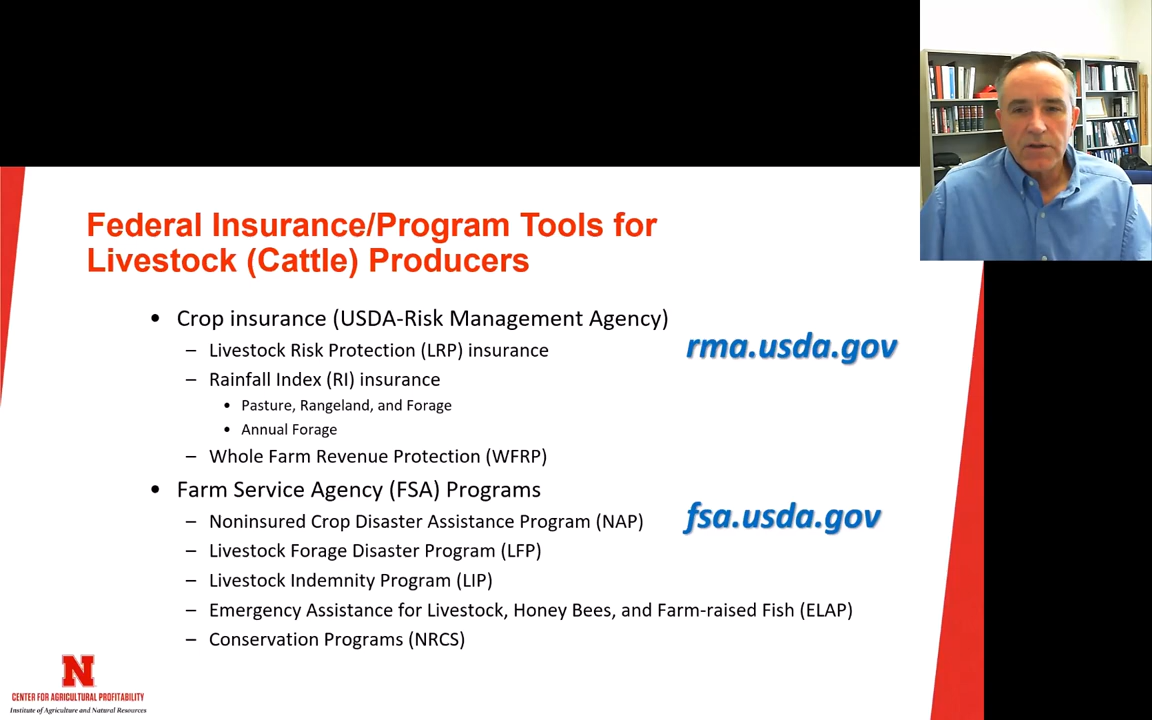 Federal Insurance/Program Tools for
Livestock (Cattle) Producers
• Crop insurance (USDA-Risk Management Agency)
rma.usda.gov
– Livestock Risk Protection (LRP) insurance
– Rainfall Index (RI) insurance
• Pasture, Rangeland, and Forage
• Annual Forage
– Whole Farm Revenue Protection (WFRP)
• Farm Service Agency (FSA) Programs
fsa.usda.gov
– Noninsured Crop Disaster Assistance Program (NAP)
– Livestock Forage Disaster Program (LFP)
– Livestock Indemnity Program (LIP)
– Emergency Assistance for Livestock, Honey Bees, and Farm-raised Fish (ELAP)
– Conservation Programs (NRCS)
N
CENTER FOR AGRICULTURAL PROFITABILITY
Institute of Agriculture and Natural Resources